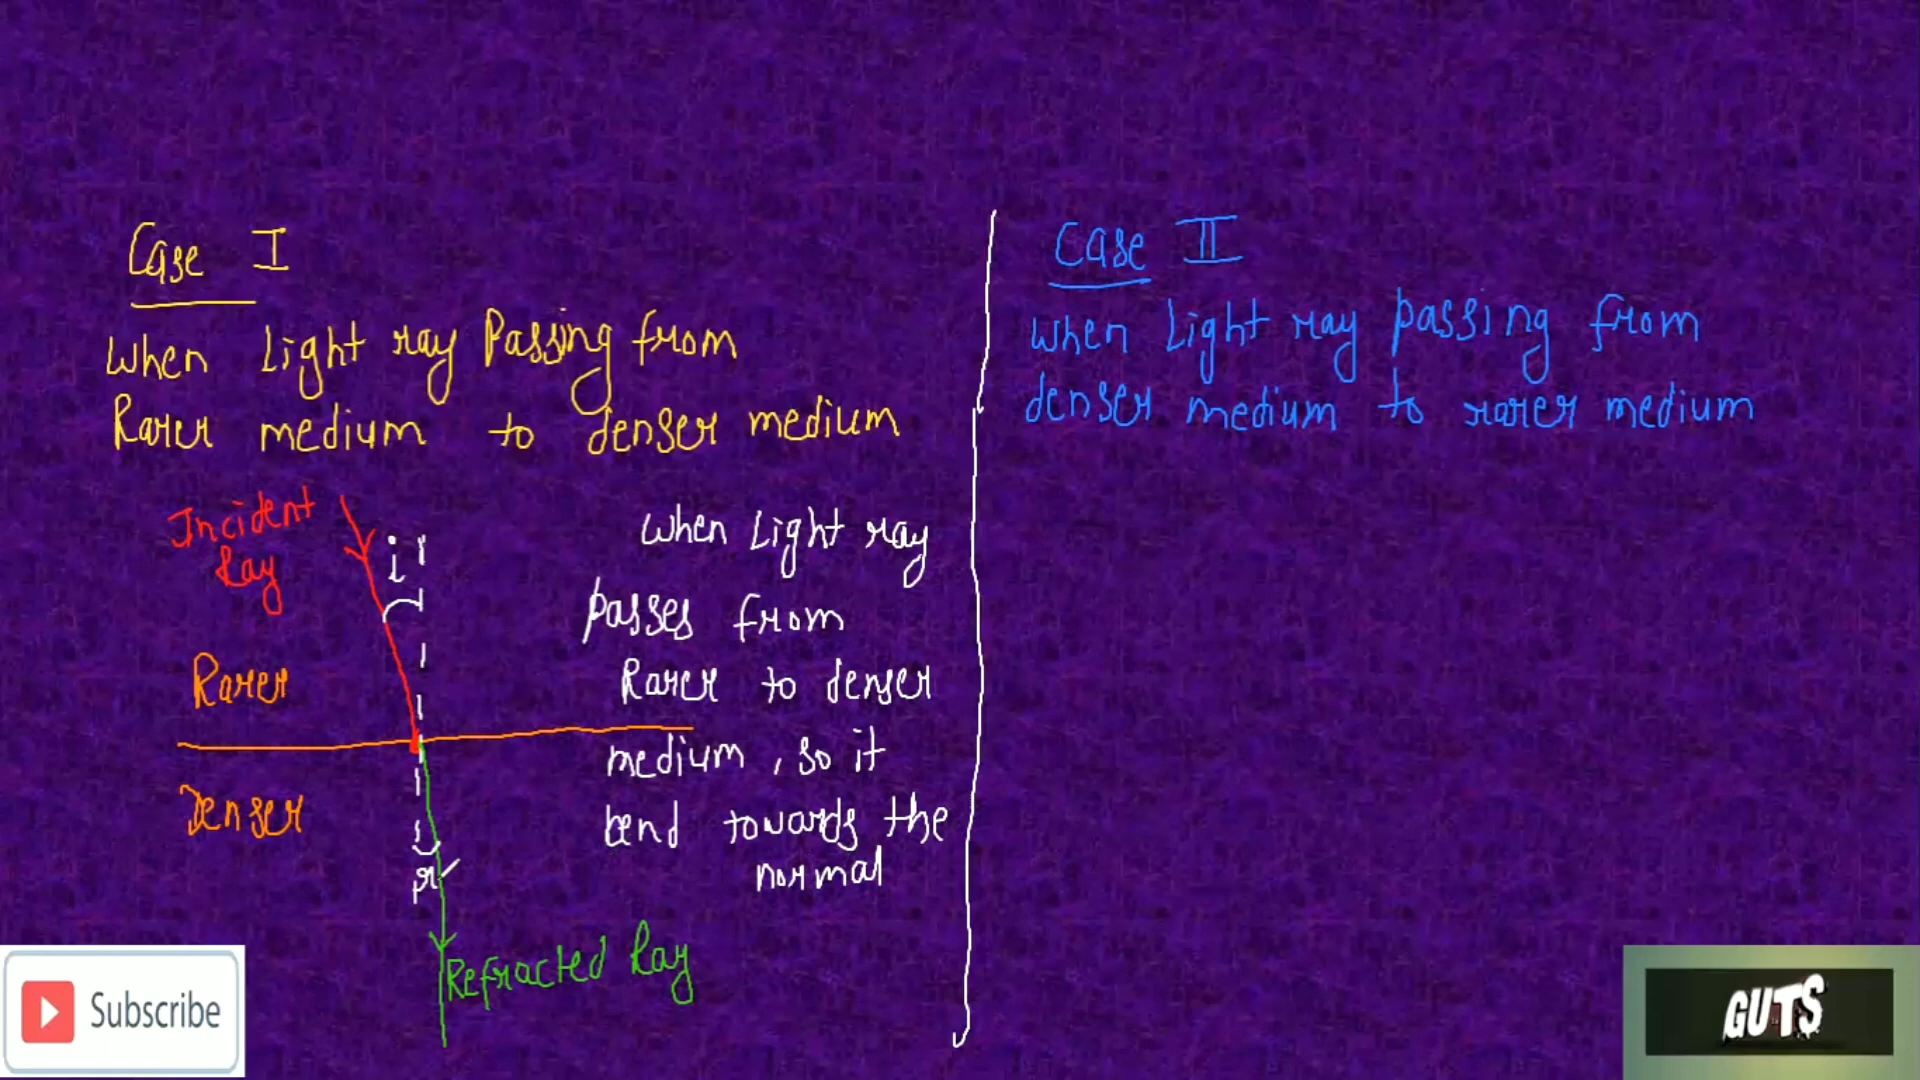 Case I
When Light ray Passing from
Rarer medium to denser medium
Incident
Ray
i
Rarer
Denser
r
Refracted Ray
When Light ray
Passes from
Rarer to denser
medium, so it
bend towards the
normal
Case II
When Light ray passing from
denser medium to rarer medium
Subscribe
GUTS